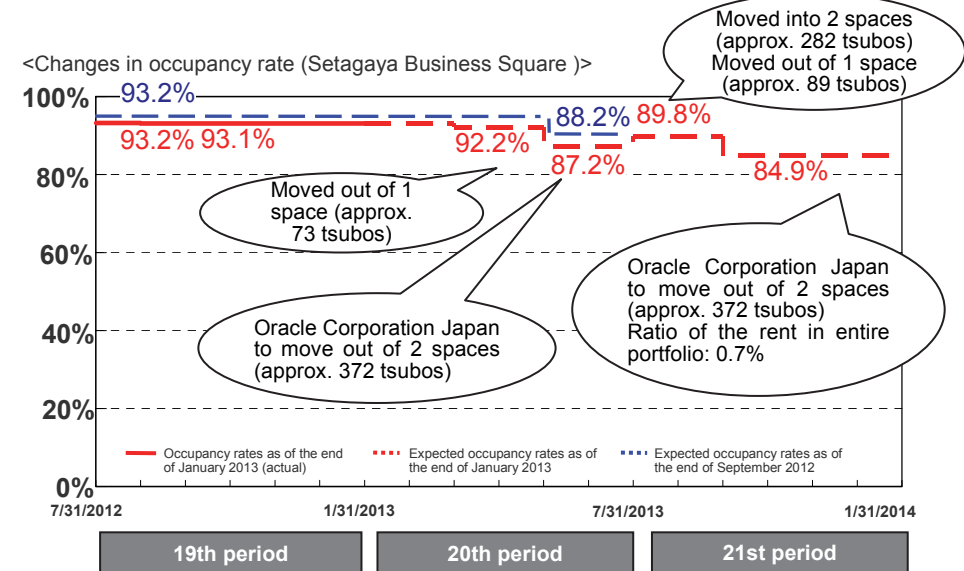 Moved into 2 spaces
(approx. 282 tsubos)
Moved out of 1 space
(approx. 89 tsubos)
<Changes in occupancy rate (Setagaya Business Square )>
100%
93.2%
88.2%
89.8%
93.2%
93.1%
92.2%
87.2%
84.9%
80%
Moved out of 1
space (approx.
73 tsubos)
60%
Oracle Corporation Japan
to move out of 2 spaces
(approx. 372 tsubos)
Ratio of the rent in entire
portfolio: 0.7%
Oracle Corporation Japan
to move out of 2 spaces
(approx. 372 tsubos)
40%
20%
Occupancy rates as of the end
of January 2013 (actual)
Expected occupancy rates as of
the end of January 2013
Expected occupancy rates as of
the end of September 2012
0%
7/31/2012
1/31/2013
7/31/2013
1/31/2014
19th period
20th period
21st period